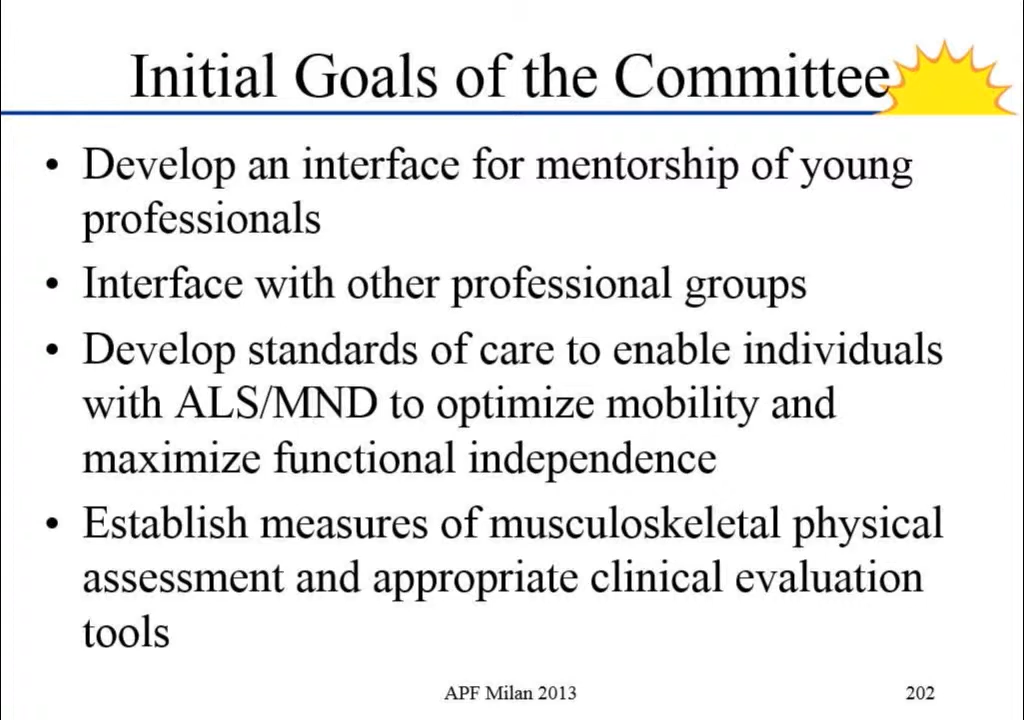 Initial Goals of the Committee
• Develop an interface for mentorship of young
professionals
• Interface with other professional groups
• Develop standards of care to enable individuals
with ALS/MND to optimize mobility and
maximize functional independence
• Establish measures of musculoskeletal physical
assessment and appropriate clinical evaluation
tools
APF Milan 2013
202